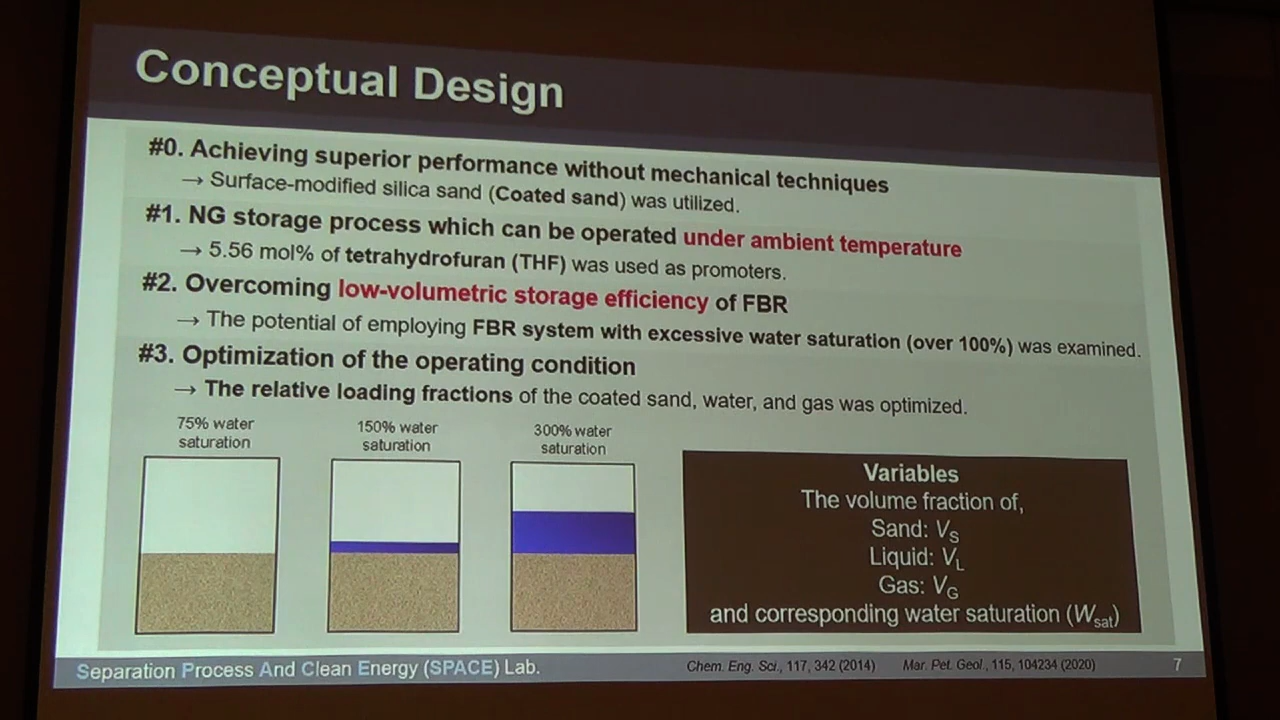 Conceptual Design
#0. Achieving superior performance without mechanical techniques
→ Surface-modified silica sand (Coated sand) was utilized.
#1. NG storage process which can be operated under ambient temperature
→ 5.56 mol% of tetrahydrofuran (THF) was used as promoters.
#2. Overcoming low-volumetric storage efficiency of FBR
→ The potential of employing FBR system with excessive water saturation (over 100%) was examined.
#3. Optimization of the operating condition
→ The relative loading fractions of the coated sand, water, and gas was optimized.
75% water
saturation
150% water
saturation
300% water
saturation
Variables
The volume fraction of,
Sand: VS
Liquid: VL
Gas: VG
and corresponding water saturation (Wsat)
Separation Process And Clean Energy (SPACE) Lab.
Chem. Eng. Sci., 117, 342 (2014) Mar. Pet. Geol., 115, 104234 (2020) 7